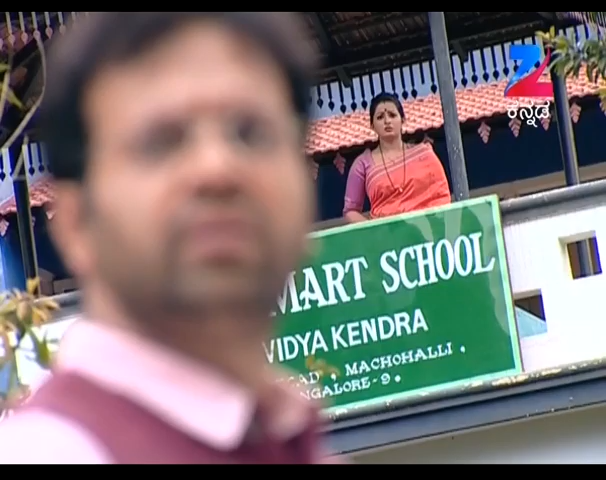 ಕನ್ನಡ
MART SCHOOL
VIDYA KENDRA
MACHOHALLI .
NGALORE - 9 .